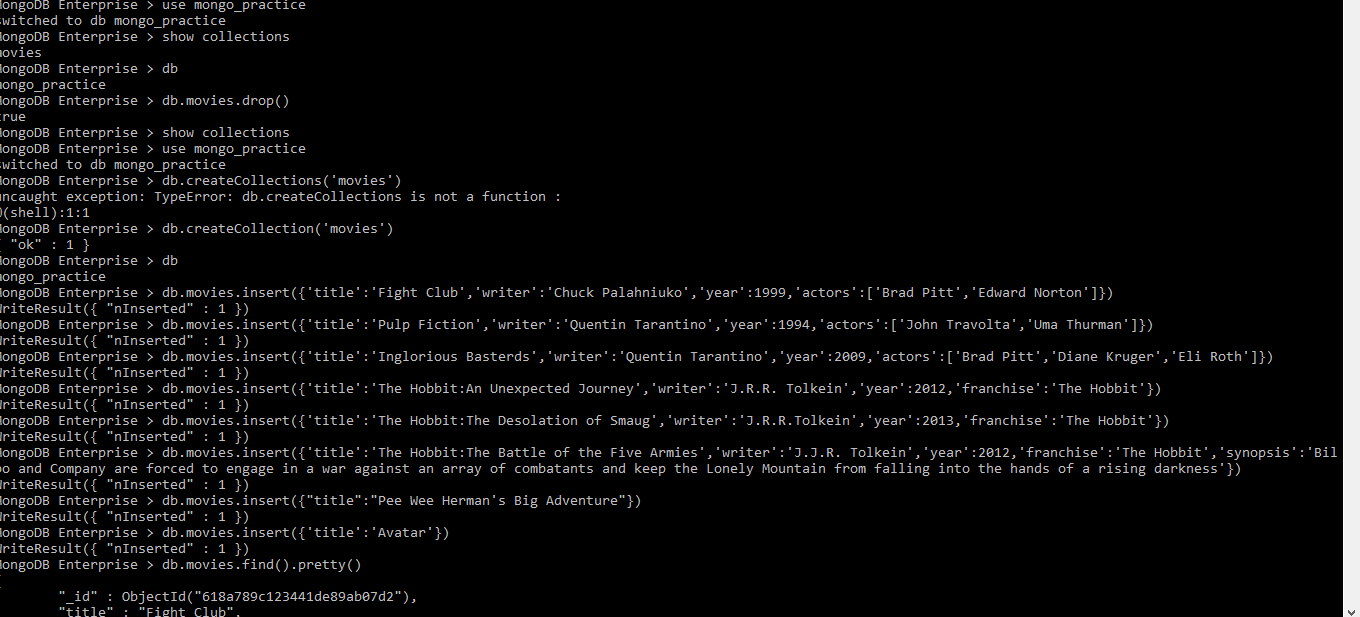 MongoDB Enterprise > use mongo_practice
switched to db mongo_practice
MongoDB Enterprise > show collections
movies
MongoDB Enterprise > db
mongo_practice
MongoDB Enterprise > db.movies.drop()
true
MongoDB Enterprise > show collections
MongoDB Enterprise > use mongo_practice
switched to db mongo_practice
MongoDB Enterprise > db.createCollections('movies')
uncaught exception: TypeError: db.createCollections is not a function :
@(shell):1:1
MongoDB Enterprise > db.createCollection('movies')
{ "ok" : 1 }
MongoDB Enterprise > db
mongo_practice
MongoDB Enterprise > db.movies.insert({'title':'Fight Club','writer':'Chuck Palahniuko','year':1999,'actors':['Brad Pitt','Edward Norton']})
WriteResult({ "nInserted" : 1 })
MongoDB Enterprise > db.movies.insert({'title':'Pulp Fiction','writer':'Quentin Tarantino','year':1994,'actors':['John Travolta','Uma Thurman']})
WriteResult({ "nInserted" : 1 })
MongoDB Enterprise > db.movies.insert({'title':'Inglorious Basterds','writer':'Quentin Tarantino','year':2009,'actors':['Brad Pitt','Diane Kruger','Eli Roth']})
WriteResult({ "nInserted" : 1 })
MongoDB Enterprise > db.movies.insert({'title':'The Hobbit:An Unexpected Journey','writer':'J.R.R. Tolkein','year':2012,'franchise':'The Hobbit'})
WriteResult({ "nInserted" : 1 })
MongoDB Enterprise > db.movies.insert({'title':'The Hobbit:The Desolation of Smaug','writer':'J.R.R.Tolkein','year':2013,'franchise':'The Hobbit'})
WriteResult({ "nInserted" : 1 })
MongoDB Enterprise > db.movies.insert({'title':'The Hobbit:The Battle of the Five Armies','writer':'J.J.R. Tolkein','year':2012,'franchise':'The Hobbit','synopsis':'Bil
bo and Company are forced to engage in a war against an array of combatants and keep the Lonely Mountain from falling into the hands of a rising darkness'})
WriteResult({ "nInserted" : 1 })
MongoDB Enterprise > db.movies.insert({"title":"Pee Wee Herman's Big Adventure"})
WriteResult({ "nInserted" : 1 })
MongoDB Enterprise > db.movies.insert({'title':'Avatar'})
WriteResult({ "nInserted" : 1 })
MongoDB Enterprise > db.movies.find().pretty()
{
"_id" : ObjectId("618a789c123441de89ab07d2"),
"title" : "Fight Club",